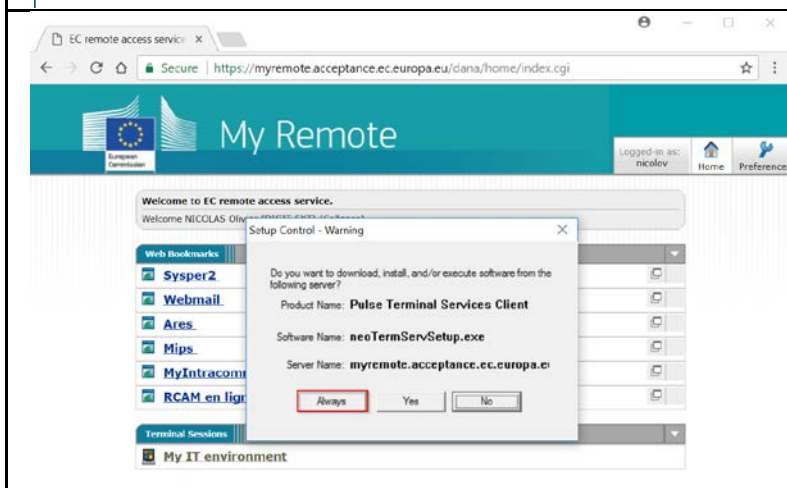 EC remote access service
Secure | https://myremote.acceptance.ec.europa.eu/dana/home/index.cgi
European
Commission
My Remote
Logged-in as:
nicolov
Home
Preference
Welcome to EC remote access service.
Welcome NICOLAS
Setup Control - Warning
Web Bookmarks
Do you want to download, install, and/or execute software from the
following server?
Sysper2
Product Name: Pulse Terminal Services Client
Webmail
Ares
Software Name: neoTermServSetup.exe
Mips
Server Name: myremote.acceptance.ec.europa.e
MyIntracom
RCAM en lig
Always
Yes
No
Terminal Sessions
My IT environment